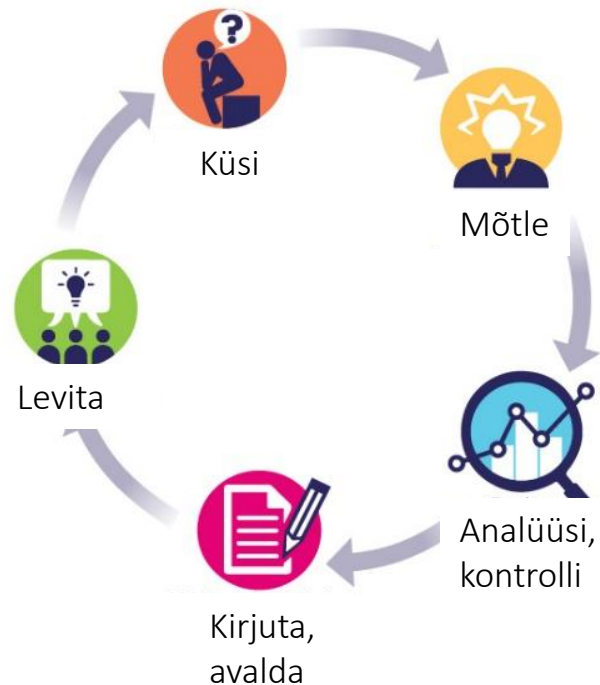 ?
Küsi
Mõtle
Analüüsi,
kontrolli
Kirjuta,
avalda
Levita